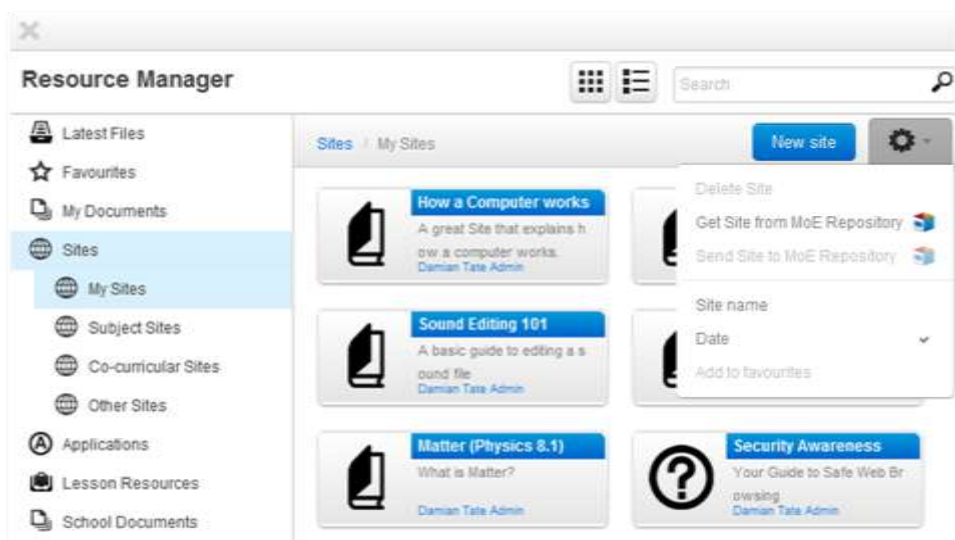 Resource Manager
Search
Latest Files
Favourites
My Documents
Sites
My Sites
Subject Sites
Co-curricular Sites
Other Sites
Applications
Lesson Resources
School Documents
Sites / My Sites
New site
Delete Site
Get Site from MoE Repository
Send Site to MoE Repository
Site name
Date
Add to favourites
How a Computer works
A great Site that explains h
ow a computer works.
Damian Tate Admin
Sound Editing 101
A basic guide to editing a s
ound file
Damian Tate Admin
Matter (Physics 8.1)
What is Matter?
Damian Tate Admin
Security Awareness
Your Guide to Safe Web Br
owsing
Damian Tate Admin